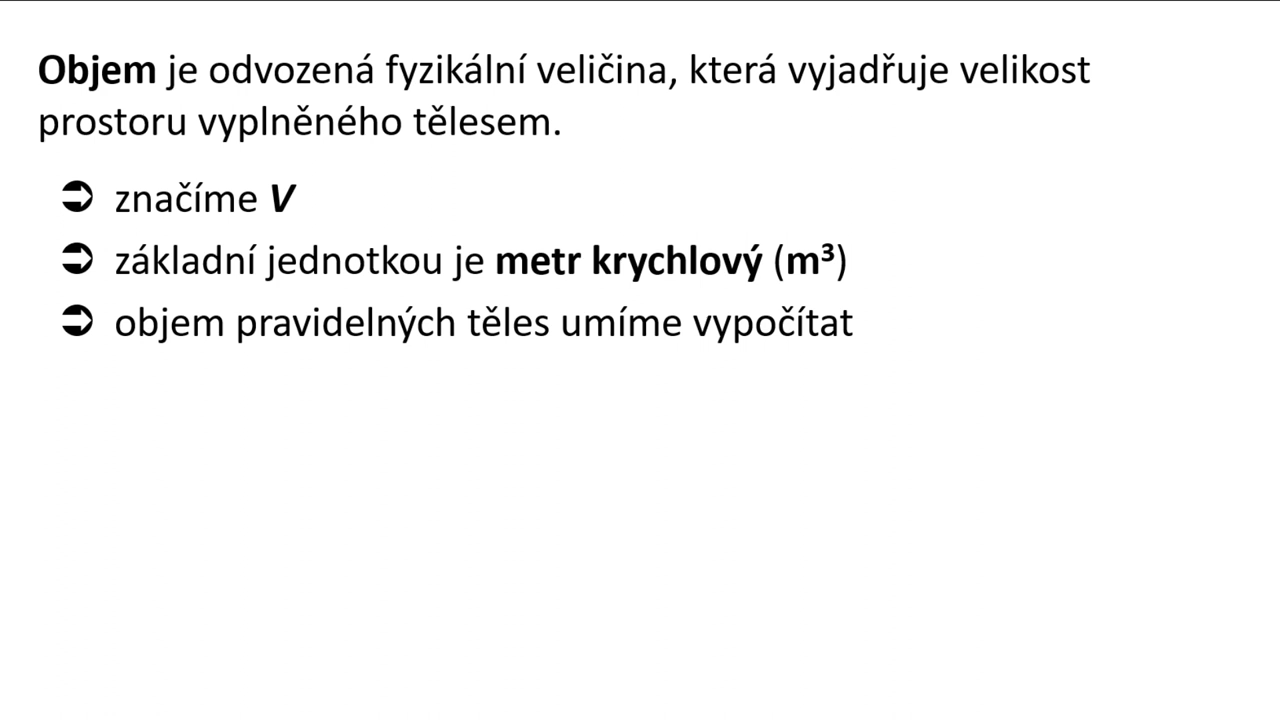 Objem je odvozená fyzikální veličina, která vyjadřuje velikost
prostoru vyplněného tělesem.
➲ značíme V
➲ základní jednotkou je metr krychlový (m³)
➲ objem pravidelných těles umíme vypočítat